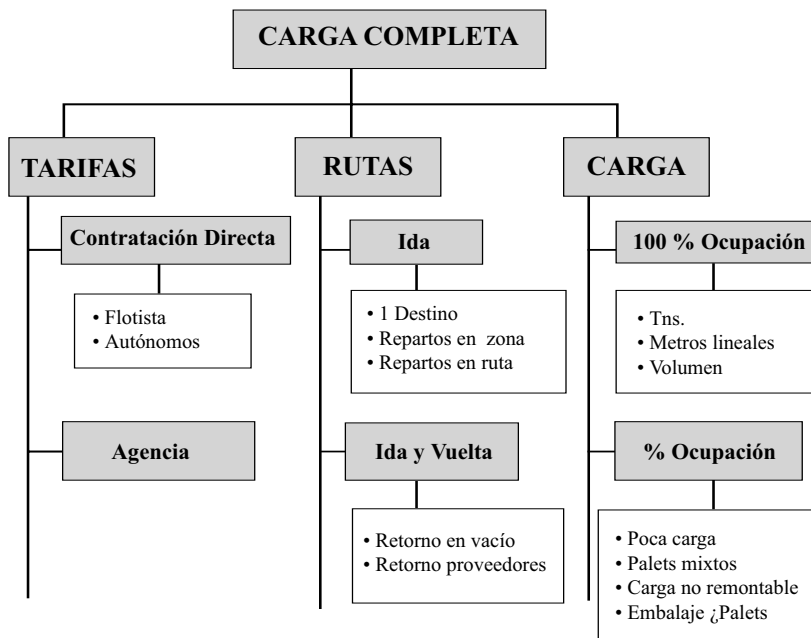 CARGA COMPLETA
TARIFAS
Contratación Directa
• Flotista
• Autónomos
Agencia
RUTAS
Ida
• 1 Destino
• Repartos en zona
• Repartos en ruta
Ida y Vuelta
• Retorno en vacío
• Retorno proveedores
CARGA
100 % Ocupación
• Tns.
• Metros lineales
• Volumen
% Ocupación
• Poca carga
• Palets mixtos
• Carga no remontable
• Embalaje ¿Palets